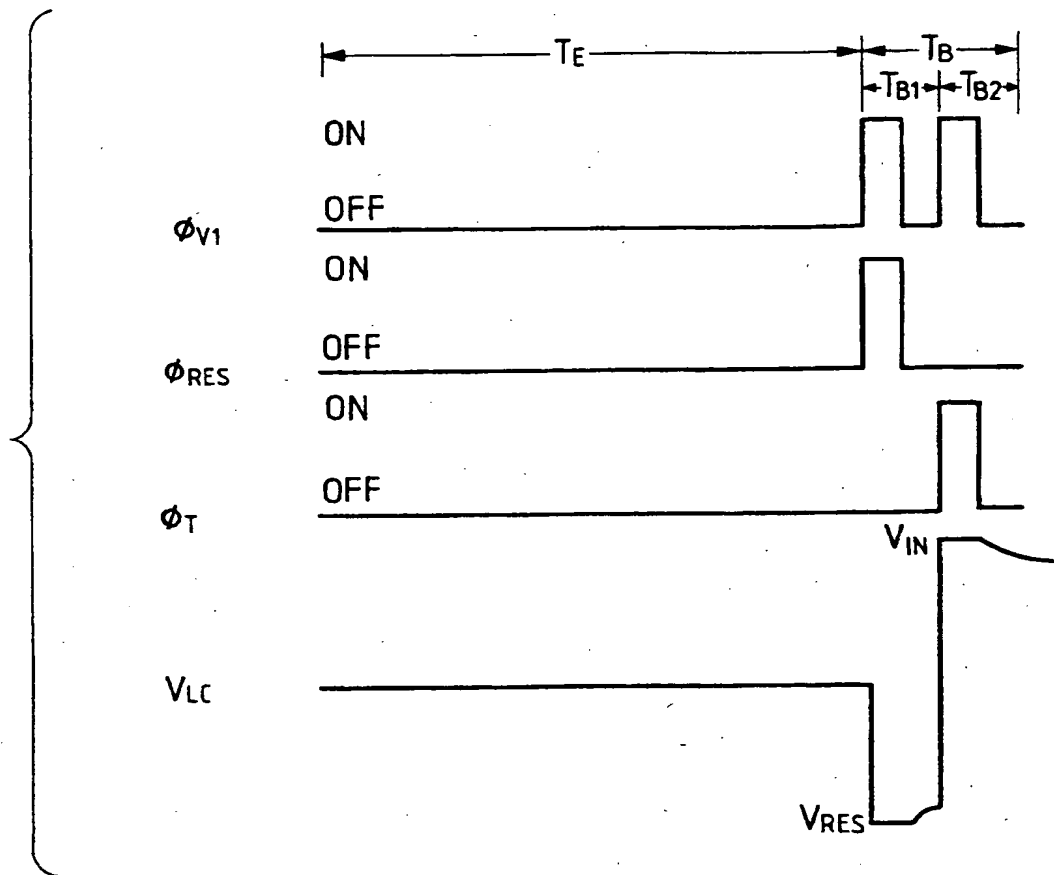 TE TB
TB1 TB2
ON
OFF
φV1
ON
OFF
φRES
ON
OFF
φT
VIN
VLC
VRES